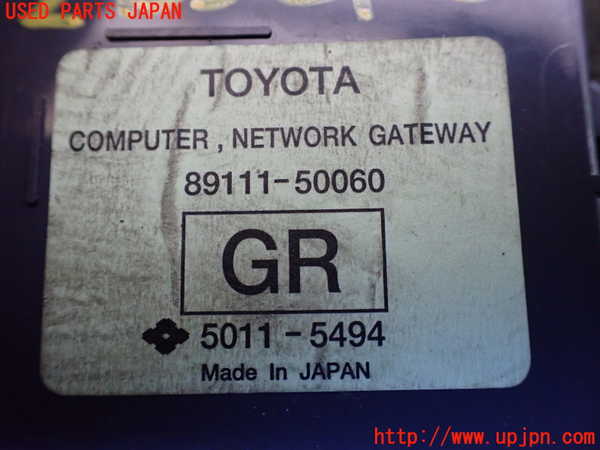 USED PARTS JAPAN
TOYOTA
COMPUTER , NETWORK GATEWAY
89111-50060
GR
5011-5494
Made In JAPAN
http://www.upjpn.com/